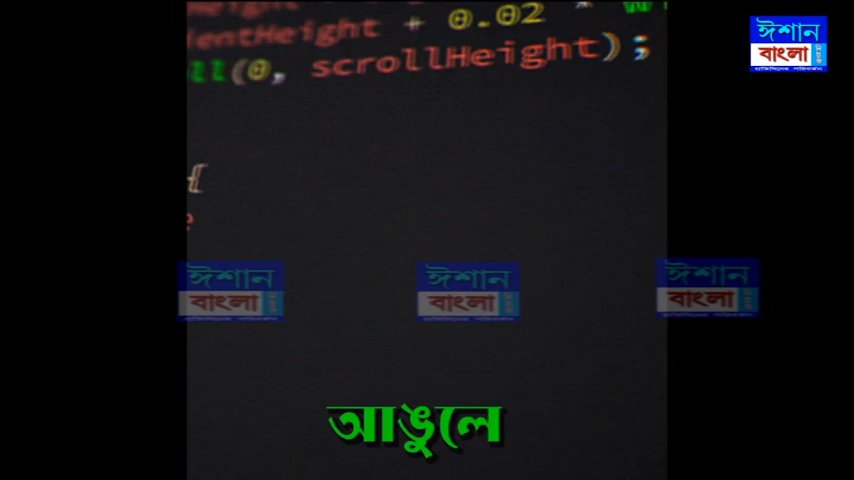 entHeight + 0.02 *
ll(0, scrollHeight);
{
ঈশান
বাংলা
ঈশান
বাংলা
ঈশান
বাংলা
ঈশান
বাংলা
আঙুলে